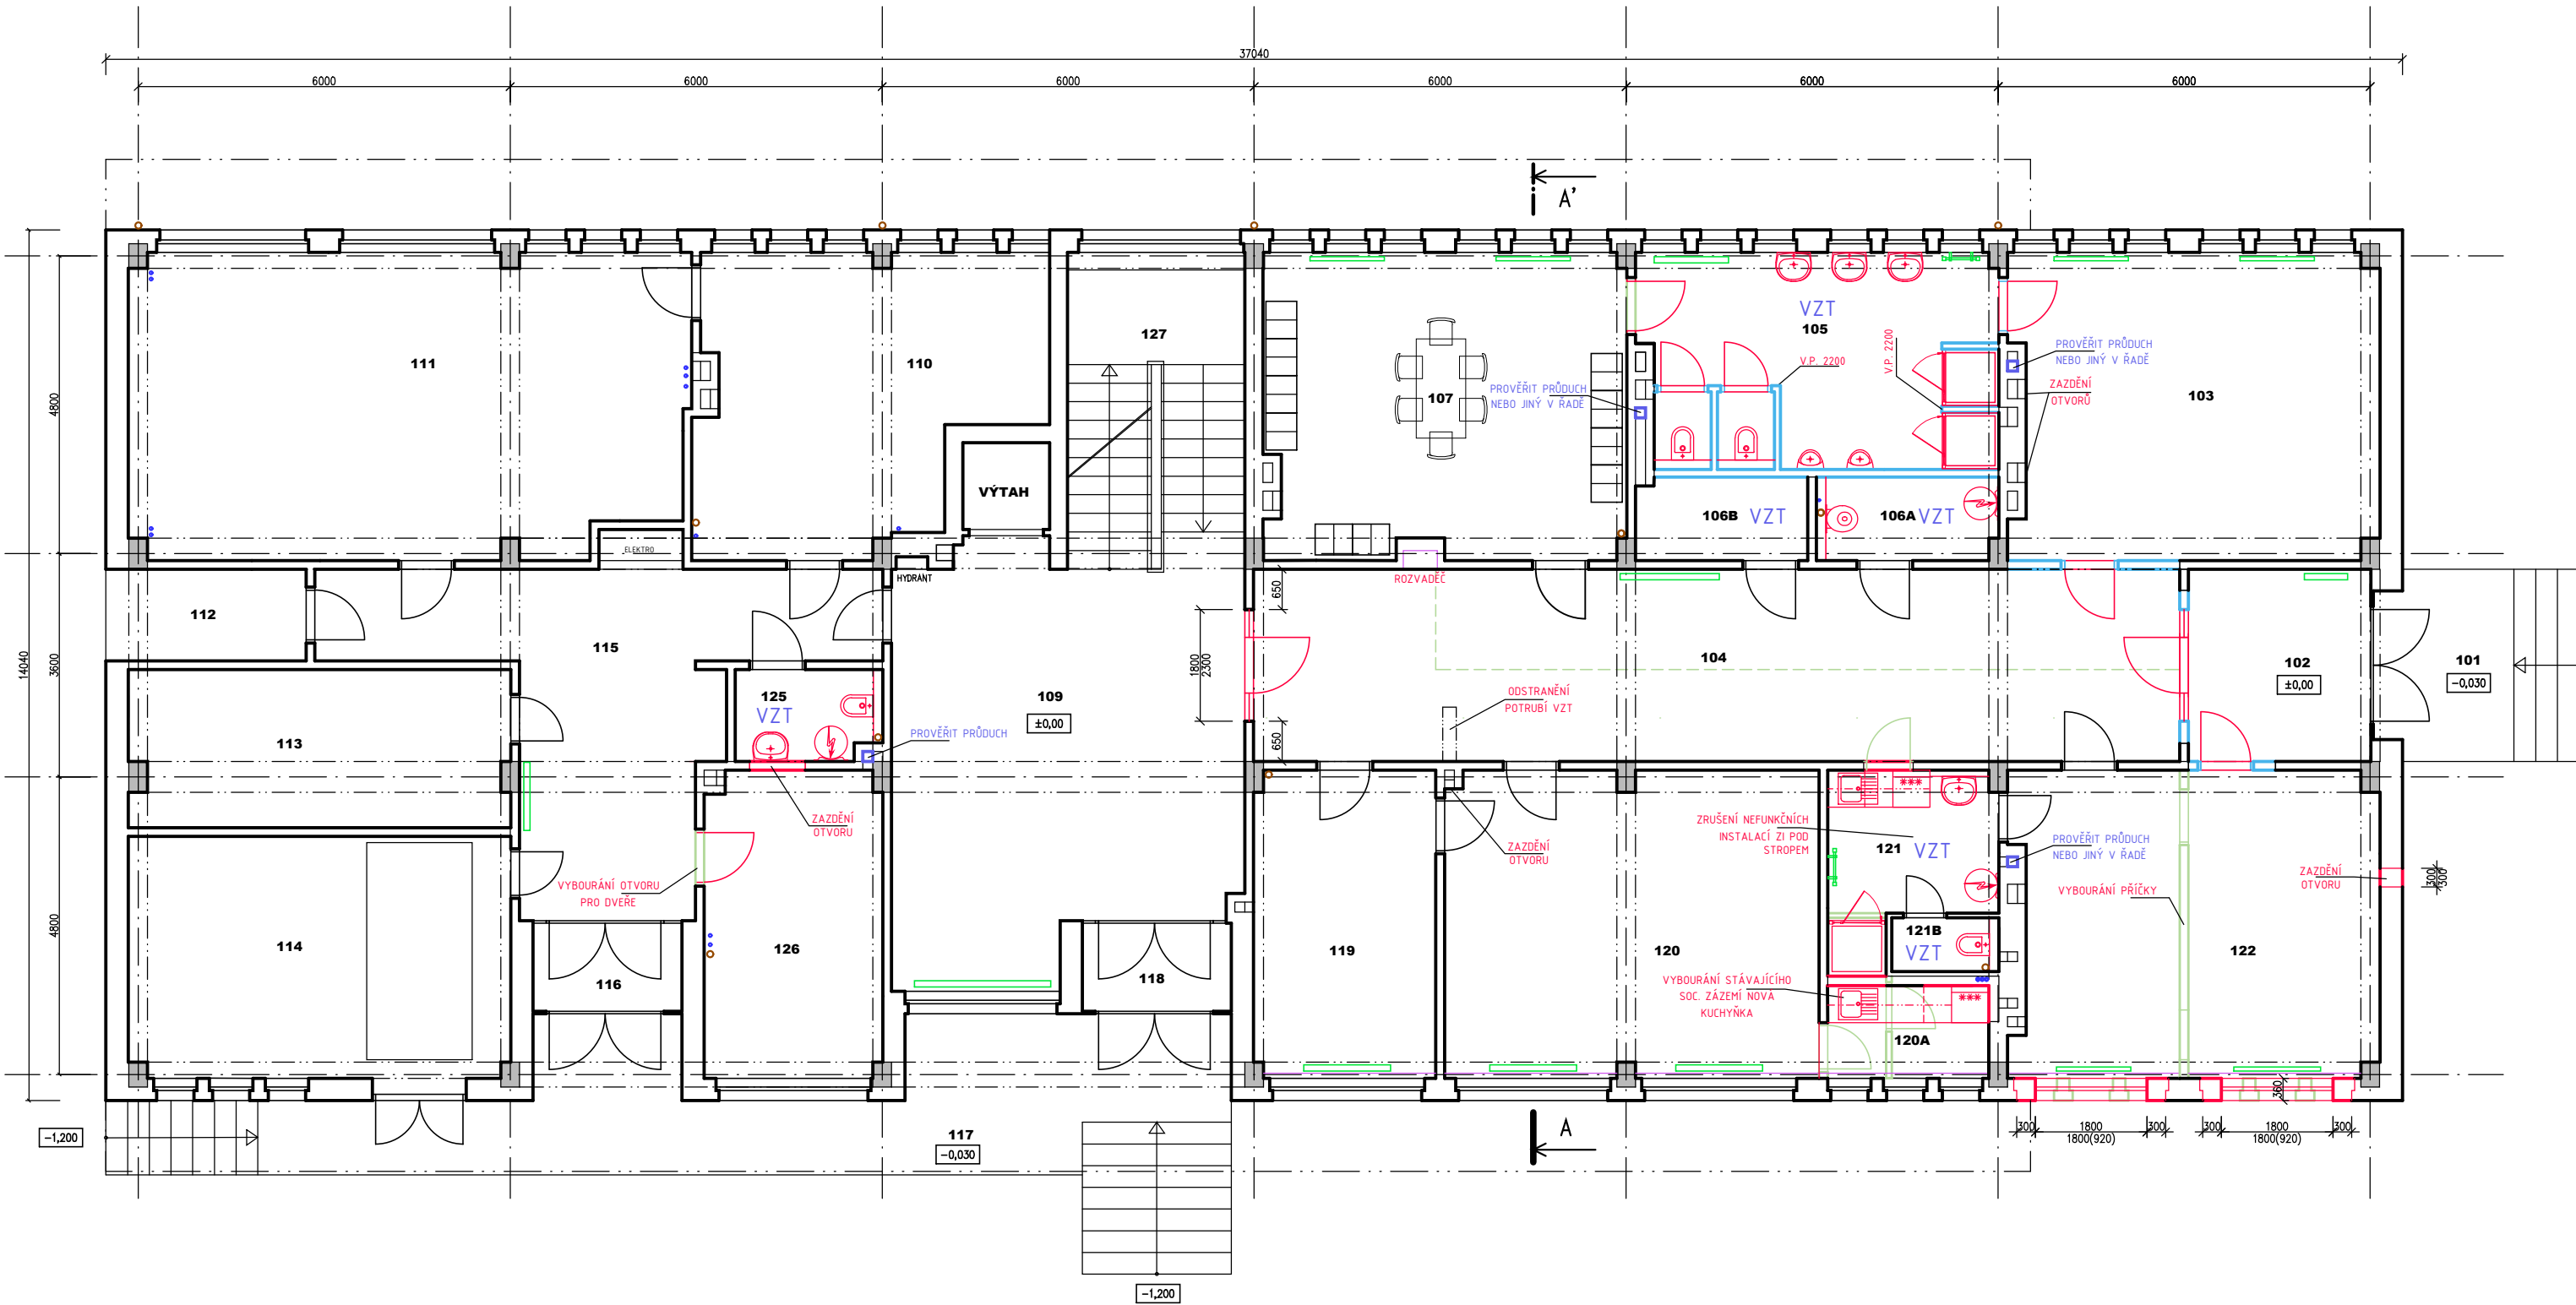 37040
6000
6000
6000
6000
6000
6000
A'
127
111
110
VÝTAH
ELEKTRO
HYDRANT
107
PROVĚŘIT PRŮDUCH
NEBO JINÝ V ŘADĚ
VZT
105
V.P. 2200
V.P. 2200
PROVĚŘIT PRŮDUCH
NEBO JINÝ V ŘADĚ
ZAZDĚNÍ
OTVORŮ
103
106B
VZT
106A
VZT
ROZVADĚČ
4800
3600
14040
4800
112
115
650
1800
2300
650
104
102
±0,00
101
-0,030
125
VZT
109
±0,00
ODSTRANĚNÍ
POTRUBÍ VZT
PROVĚŘIT PRŮDUCH
113
ZAZDĚNÍ
OTVORU
ZRUŠENÍ NEFUNKČNÍCH
INSTALACÍ ZI POD
STROPEM
***
121
VZT
PROVĚŘIT PRŮDUCH
NEBO JINÝ V ŘADĚ
ZAZDĚNÍ
OTVORU
VYBOURÁNÍ OTVORU
PRO DVEŘE
VYBOURÁNÍ PŘÍČKY
ZAZDĚNÍ
OTVORU
300
300
114
116
126
118
119
120
121B
VZT
122
VYBOURÁNÍ STÁVAJÍCÍHO
SOC. ZÁZEMÍ NOVÁ
KUCHYŇKA
***
120A
360
-1,200
117
-0,030
A
300
1800
1800(920)
300
300
1800
1800(920)
300
-1,200